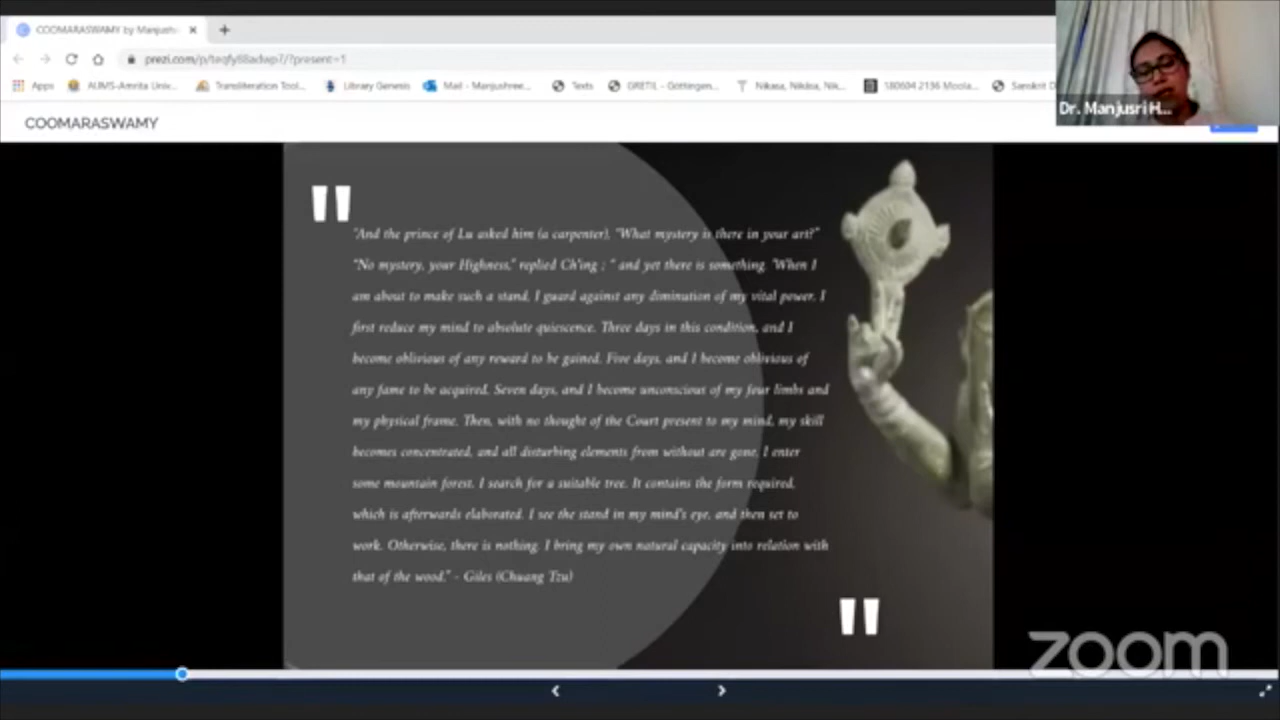 COOMARASWAMY by Manjush
prezi.com/p/teqfy88adwp7/?present=1
Apps AUMS-Amrita Univ... Transliteration Tool... Library Genesis Mail - Manjushree... Texts GRETIL - Göttingen... Nikasa, Nikāsa, Nik... 180604 2136 Moola... Sanskrit D
Dr. Manjusri H...
COOMARASWAMY
"
"And the prince of Lu asked him (a carpenter), "What mystery is there in your art?"
"No mystery, your Highness," replied Ch'ing ; " and yet there is something. "When I
am about to make such a stand, I guard against any diminution of my vital power. I
first reduce my mind to absolute quiescence. Three days in this condition, and I
become oblivious of any reward to be gained. Five days, and I become oblivious of
any fame to be acquired. Seven days, and I become unconscious of my four limbs and
my physical frame. Then, with no thought of the Court present to my mind, my skill
becomes concentrated, and all disturbing elements from without are gone. I enter
some mountain forest. I search for a suitable tree. It contains the form required,
which is afterwards elaborated. I see the stand in my mind's eye, and then set to
work. Otherwise, there is nothing. I bring my own natural capacity into relation with
that of the wood." - Giles (Chuang Tzu)
"
zoom